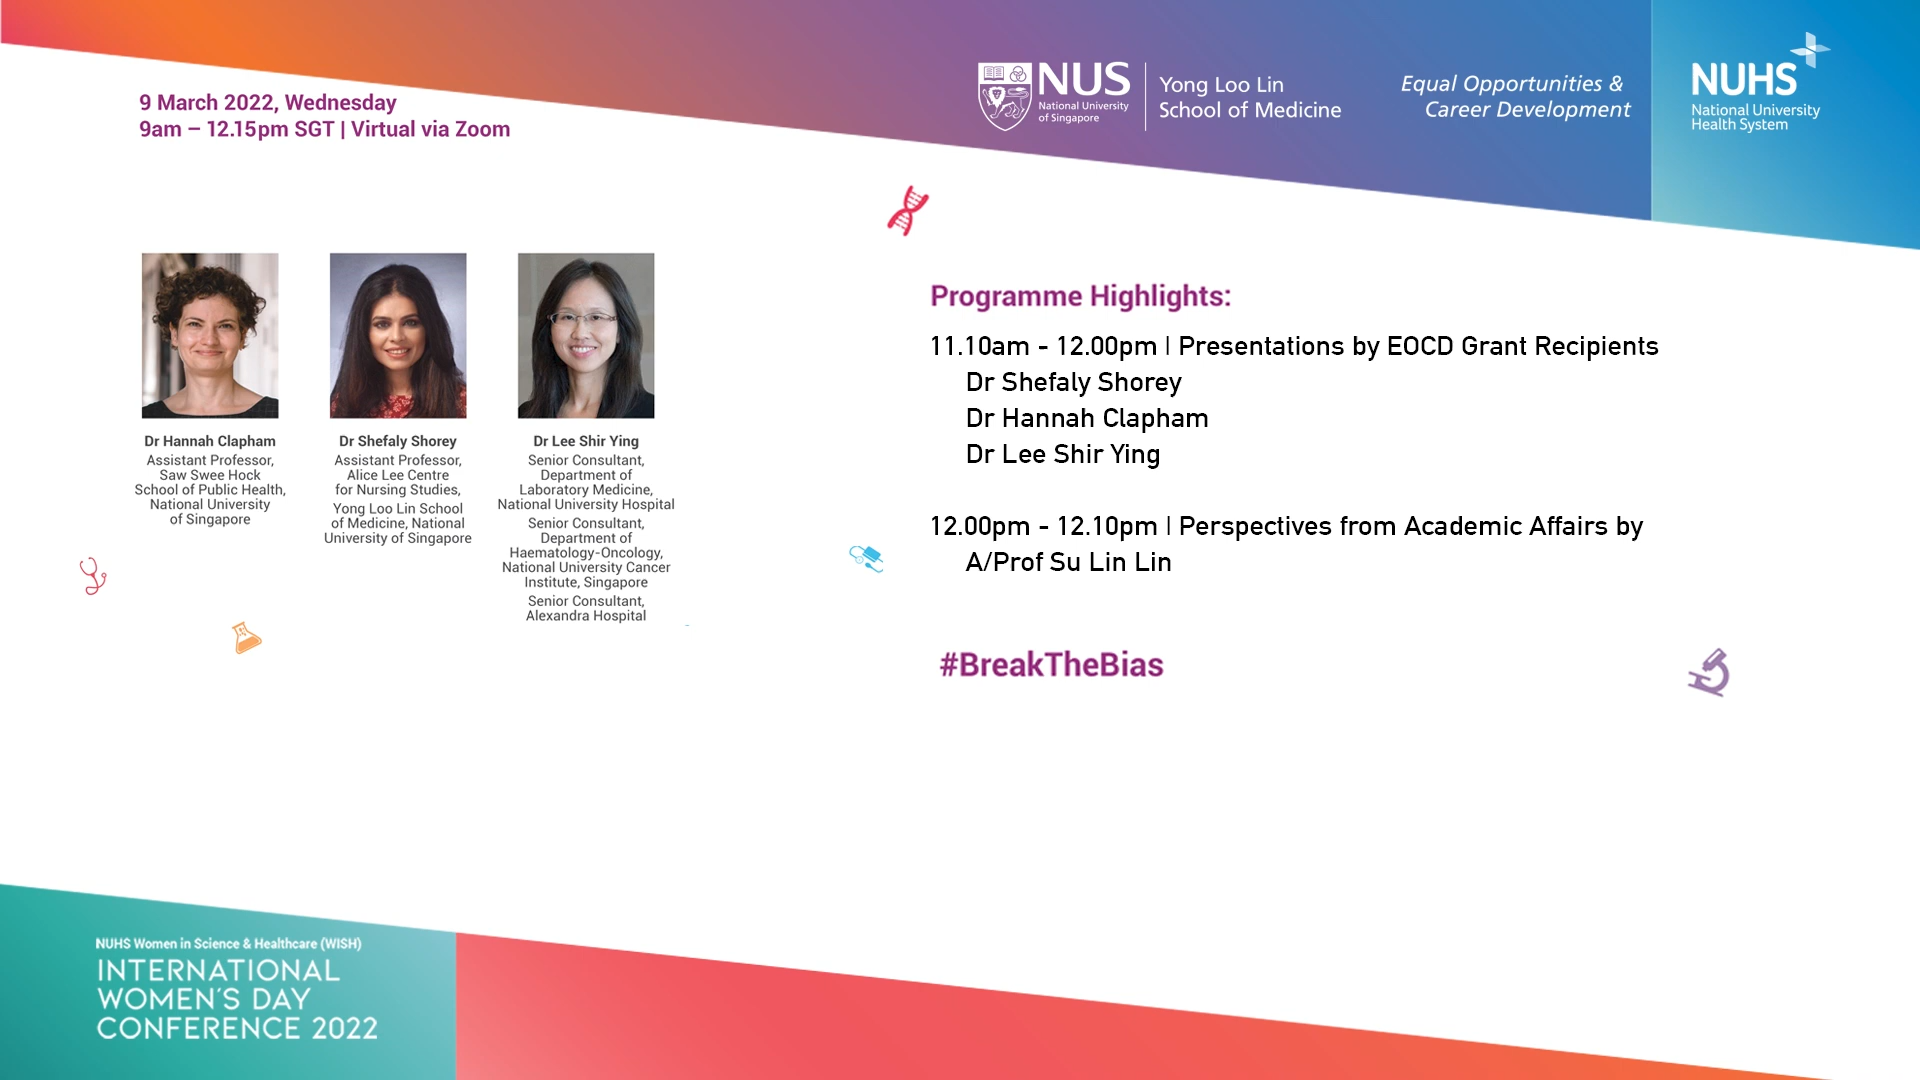 9 March 2022, Wednesday
9am – 12.15pm SGT | Virtual via Zoom
NUS
National University
of Singapore
Yong Loo Lin
School of Medicine
Equal Opportunities &
Career Development
NUHS
National University
Health System
Dr Hannah Clapham
Assistant Professor,
Saw Swee Hock
School of Public Health,
National University
of Singapore
Dr Shefaly Shorey
Assistant Professor,
Alice Lee Centre
for Nursing Studies,
Yong Loo Lin School
of Medicine, National
University of Singapore
Dr Lee Shir Ying
Senior Consultant,
Department of
Laboratory Medicine,
National University Hospital
Senior Consultant,
Department of
Haematology-Oncology,
National University Cancer
Institute, Singapore
Senior Consultant,
Alexandra Hospital
Programme Highlights:
11.10am - 12.00pm | Presentations by EOCD Grant Recipients
Dr Shefaly Shorey
Dr Hannah Clapham
Dr Lee Shir Ying
12.00pm - 12.10pm | Perspectives from Academic Affairs by
A/Prof Su Lin Lin
#BreakTheBias
NUHS Women in Science & Healthcare (WISH)
INTERNATIONAL
WOMEN'S DAY
CONFERENCE 2022